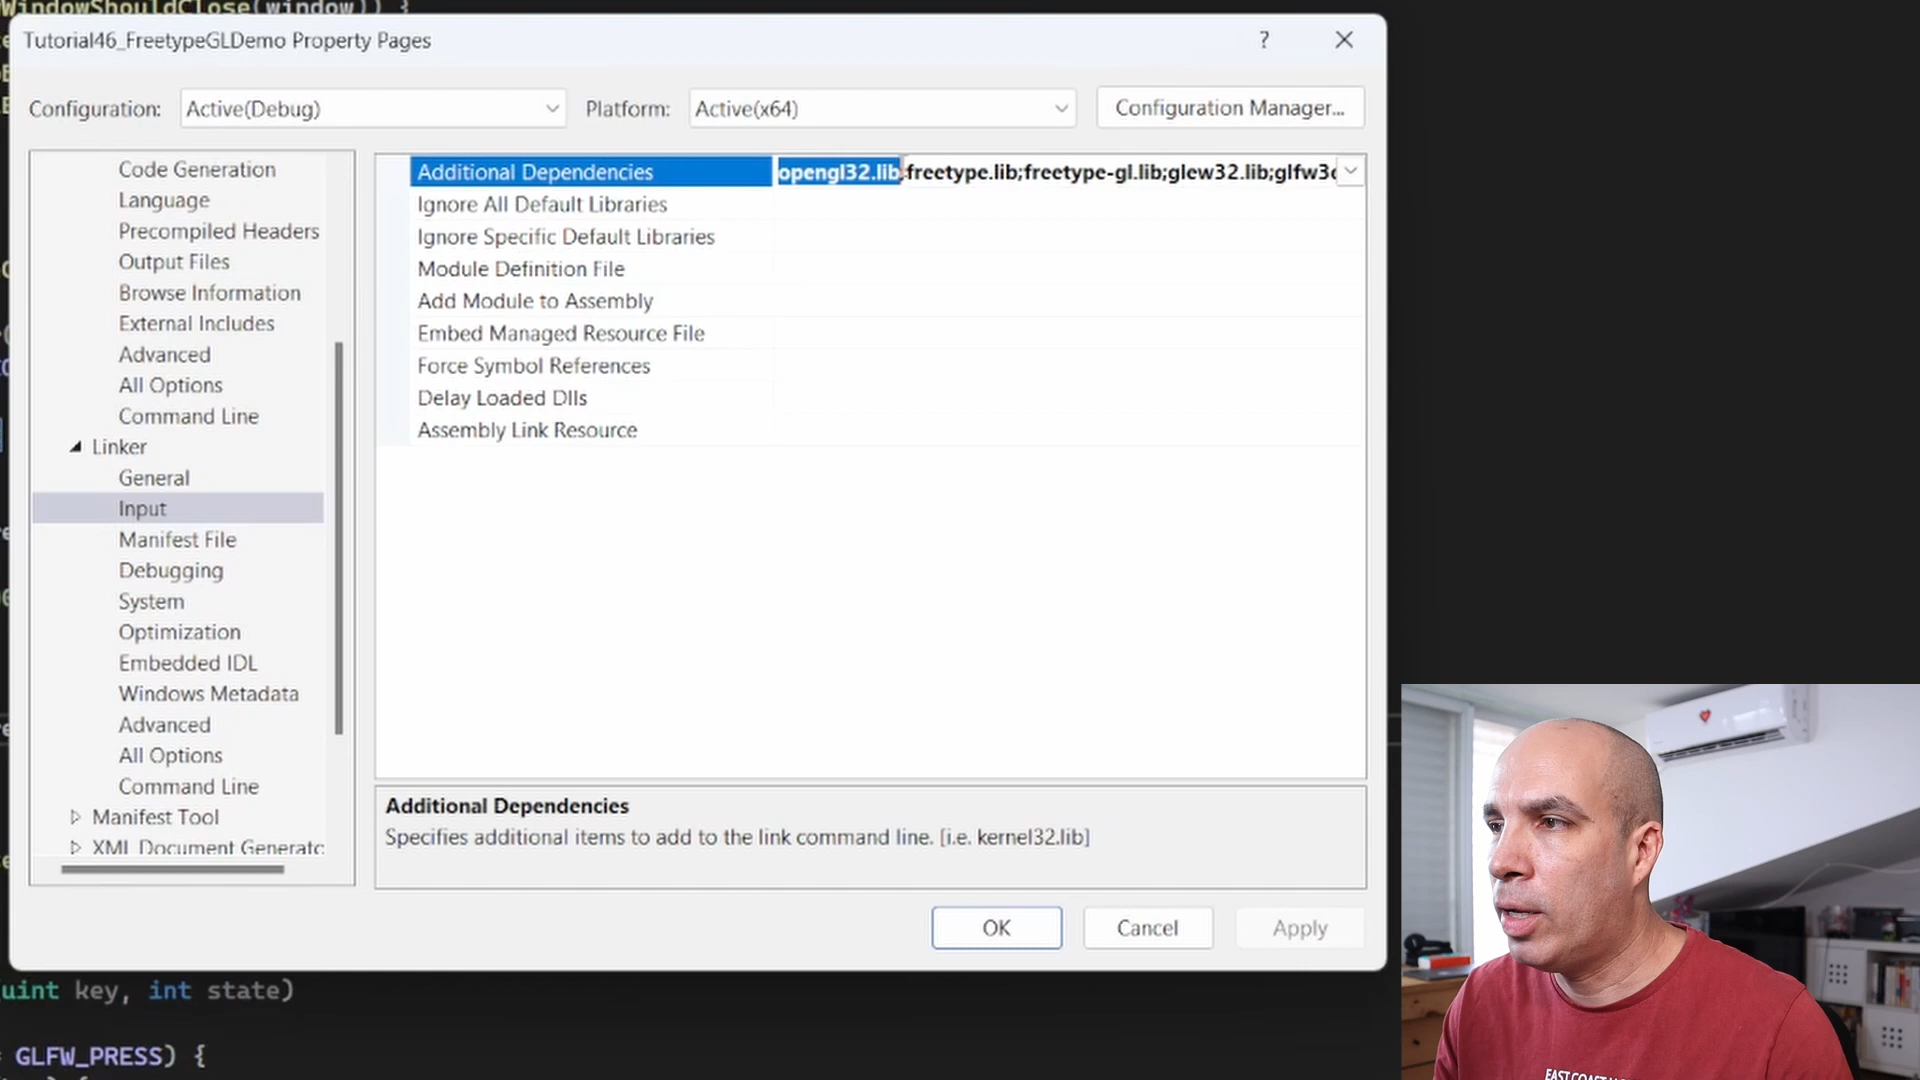 WindowShouldClose(window)) {
Tutorial46_FreetypeGLDemo Property Pages
?
Configuration:
Active(Debug)
Platform:
Active(x64)
Configuration Manager...
Code Generation
Language
Precompiled Headers
Output Files
Browse Information
External Includes
Advanced
All Options
Command Line
Linker
General
Input
Manifest File
Debugging
System
Optimization
Embedded IDL
Windows Metadata
Advanced
All Options
Command Line
Manifest Tool
XML Document Generatc
Additional Dependencies
opengl32.lib;freetype.lib;freetype-gl.lib;glew32.lib;glfw3
Ignore All Default Libraries
Ignore Specific Default Libraries
Module Definition File
Add Module to Assembly
Embed Managed Resource File
Force Symbol References
Delay Loaded Dlls
Assembly Link Resource
Additional Dependencies
Specifies additional items to add to the link command line. [i.e. kernel32.lib]
OK
Cancel
Apply
uint key, int state)
GLFW_PRESS) {